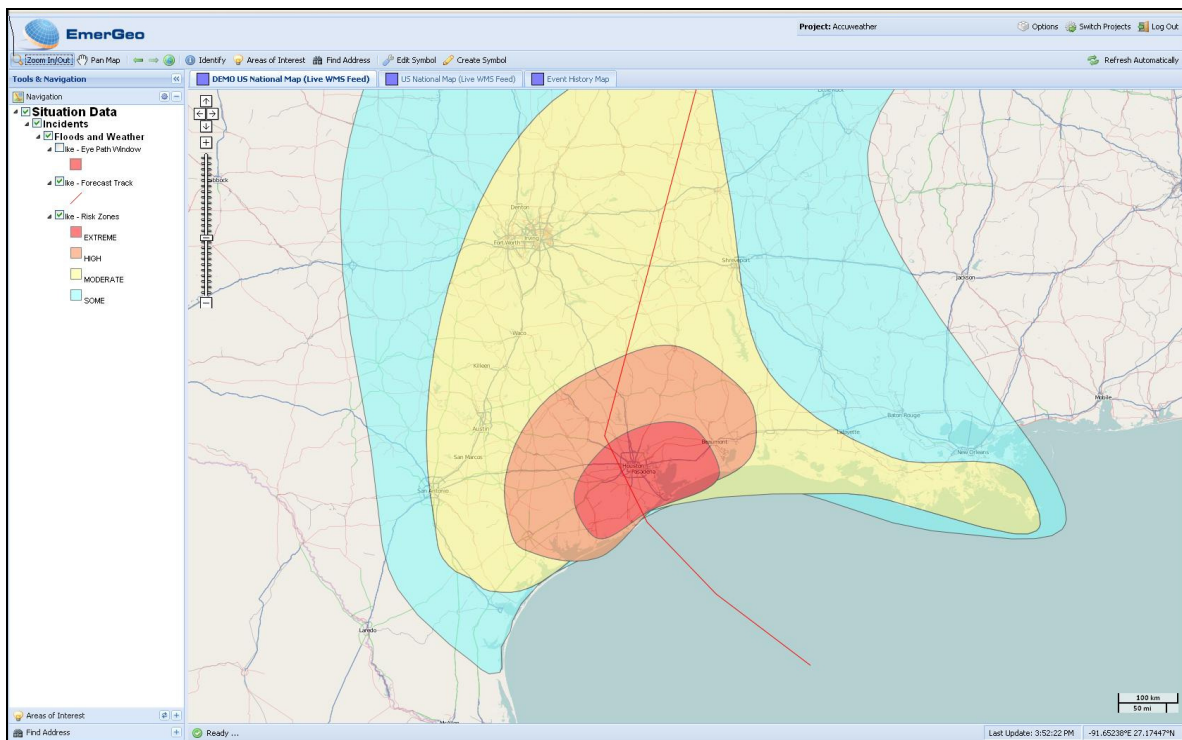 EmerGeo
Project: Accuweather
Options
Switch Projects
Log Out
Zoom In/Out
Pan Map
Identify
Areas of Interest
Find Address
Edit Symbol
Create Symbol
Refresh Automatically
Tools & Navigation
DEMO US National Map (Live WMS Feed)
US National Map (Live WMS Feed)
Event History Map
Navigation
Situation Data
Incidents
Floods and Weather
Ike - Eye Path Window
Ike - Forecast Track
Ike - Risk Zones
EXTREME
HIGH
MODERATE
SOME
Denton
Fort Worth
Shreveport
Jackson
Waco
Killeen
Austin
San Marcos
San Antonio
Houston
Pasadena
Beaumont
Lafayette
Baton Rouge
New Orleans
Mobile
Laredo
100 km
50 mi
Areas of Interest
Find Address
Ready ...
Last Update: 3:52:22 PM
-91.65238°E 27.17447°N